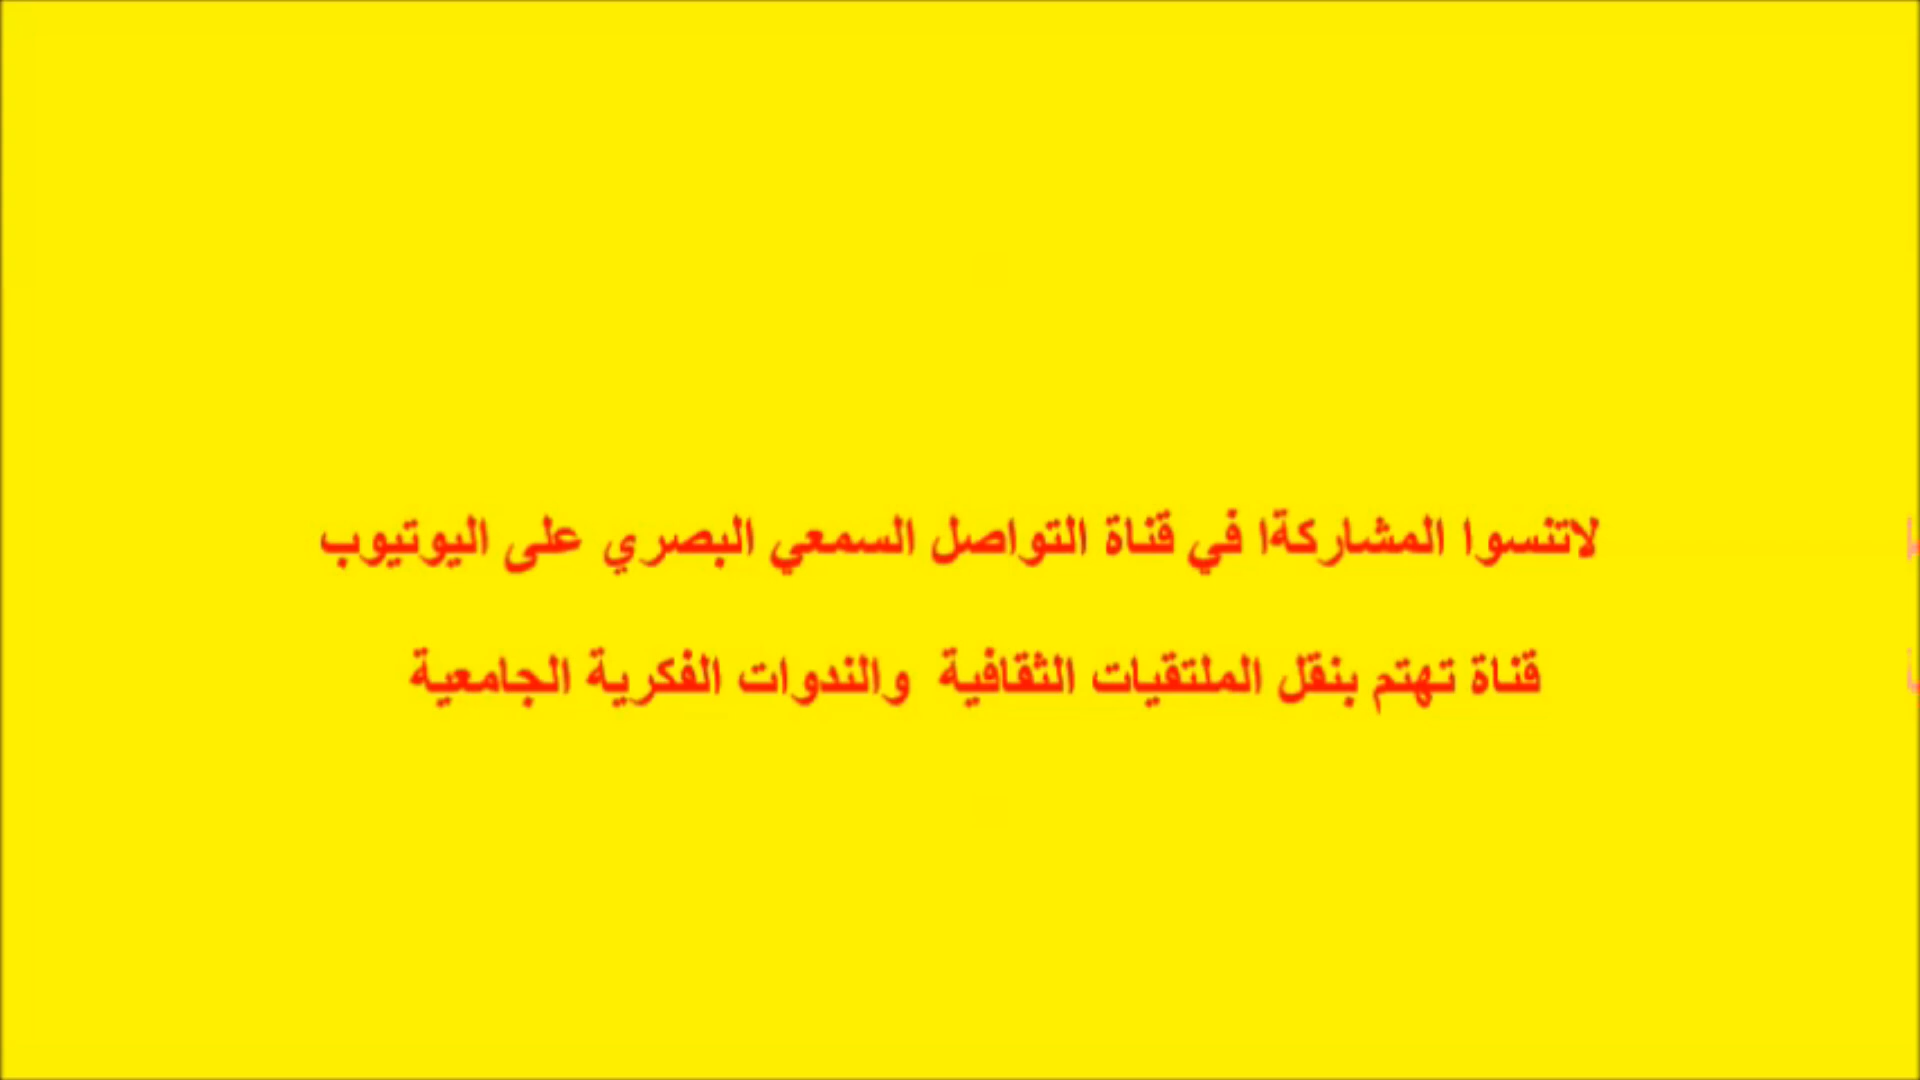 لاتنسوا المشاركةا في قناة التواصل السمعي البصري على اليوتيوب
قناة تهتم بنقل الملتقيات الثقافية والندوات الفكرية الجامعية